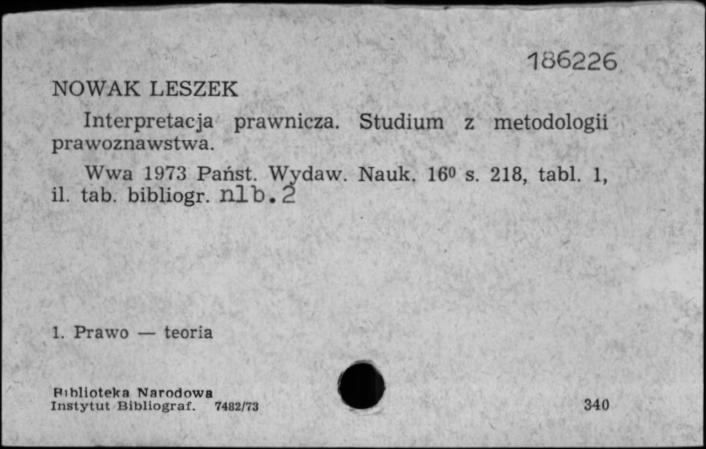 186226
NOWAK LESZEK
Interpretacja prawnicza. Studium z metodologii
prawoznawstwa.
Wwa 1973 Państ. Wydaw. Nauk. 16⁰ s. 218, tabl. 1,
il. tab. bibliogr. nlb. 2
1. Prawo — teoria
Biblioteka Narodowa
Instytut Bibliograf. 7482/73
340